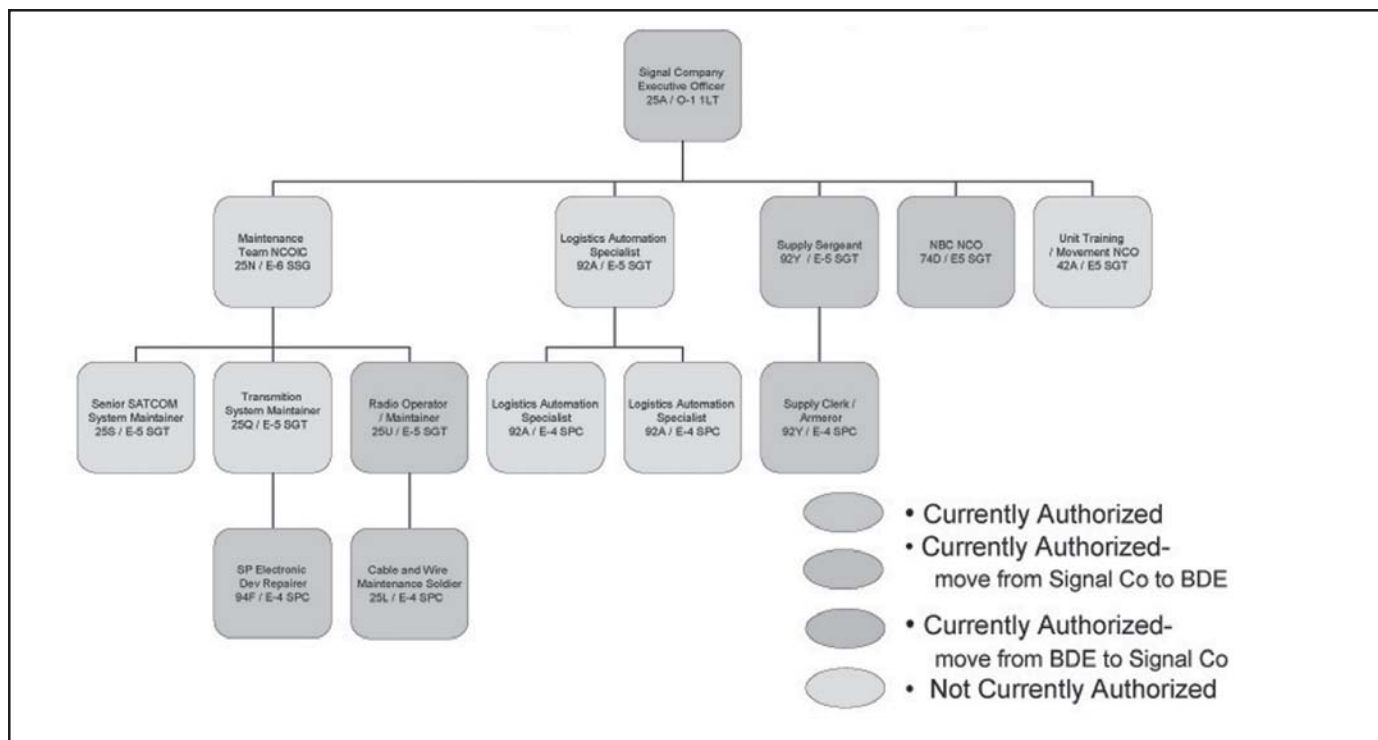 Signal Company
Executive Officer
25A / O-1 1LT
Maintenance
Team NCOIC
25N / E-6 SSG
Logistics Automation
Specialist
92A / E-5 SGT
Supply Sergeant
92Y / E-5 SGT
NBC NCO
74D / E5 SGT
Unit Training
/ Movement NCO
42A / E5 SGT
Senior SATCOM
System Maintainer
25S / E-5 SGT
Transmition
System Maintainer
25Q / E-5 SGT
Radio Operator
/ Maintainer
25U / E-5 SGT
Logistics Automation
Specialist
92A / E-4 SPC
Logistics Automation
Specialist
92A / E-4 SPC
Supply Clerk /
Armeror
92Y / E-4 SPC
SP Electronic
Dev Repairer
94F / E-4 SPC
Cable and Wire
Maintenance Soldier
25L / E-4 SPC
• Currently Authorized
• Currently Authorized-
move from Signal Co to BDE
• Currently Authorized-
move from BDE to Signal Co
• Not Currently Authorized